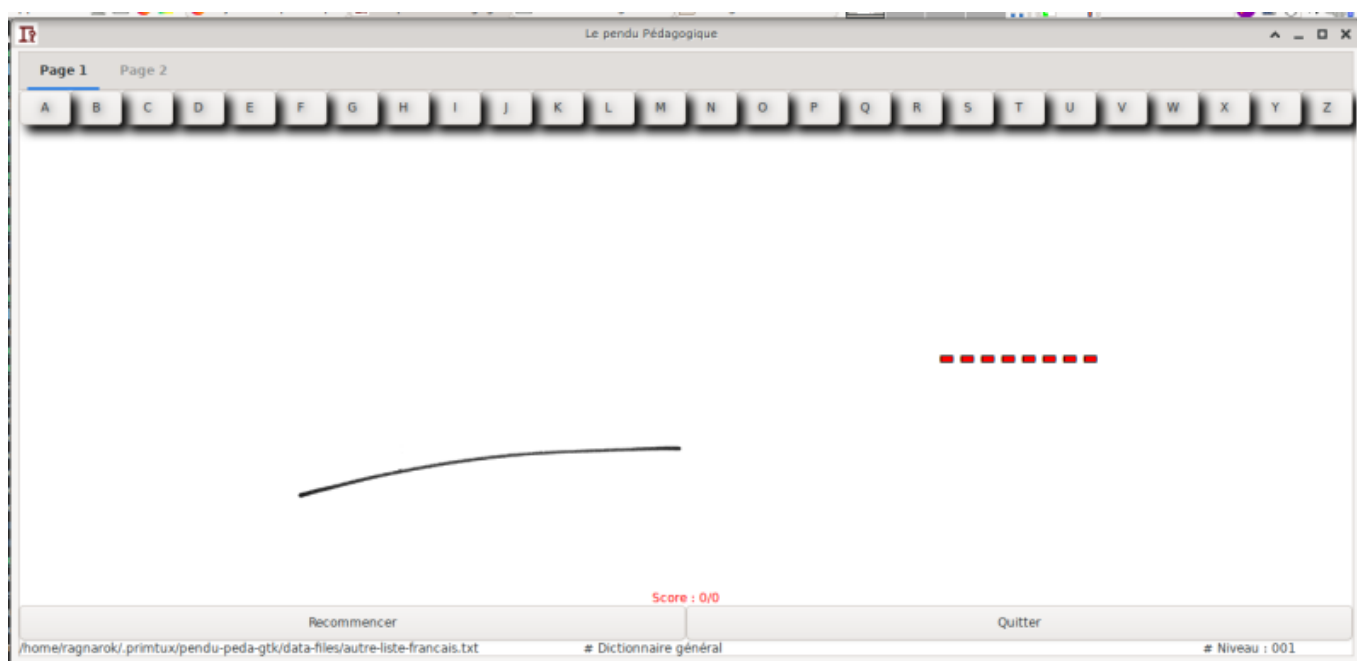 Le pendu Pédagogique
Page 1 Page 2
A B C D E F G H I J K L M N O P Q R S T U V W X Y Z
Score : 0/0
Recommencer Quitter
/home/ragnarok/.primtux/pendu-peda-gtk/data-files/autre-liste-francais.txt # Dictionnaire général # Niveau : 001